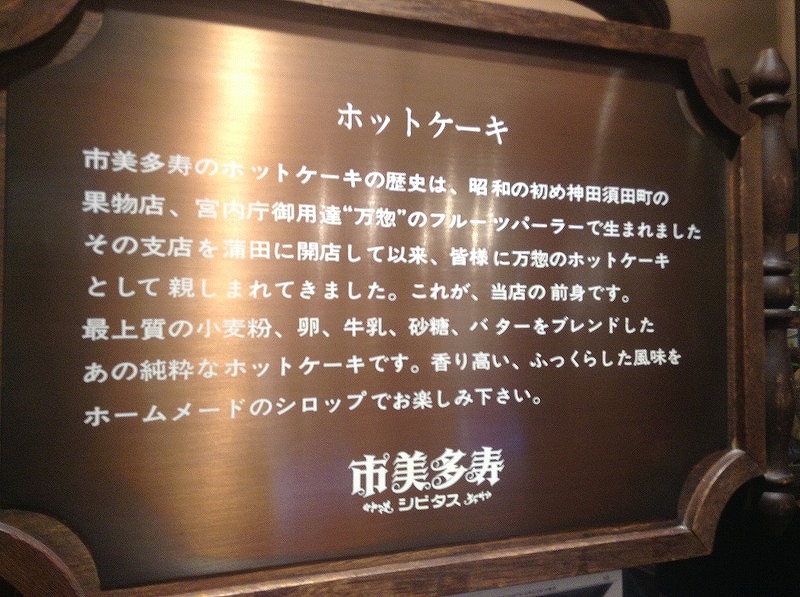 ホットケーキ
市美多寿のホットケーキの歴史は、昭和の初め神田須田町の
果物店、宮内庁御用達“万惣”のフルーツパーラーで生まれました
その支店を蒲田に開店して以来、皆様に万惣のホットケーキ
として親しまれてきました。これが、当店の前身です。
最上質の小麦粉、卵、牛乳、砂糖、バターをブレンドした
あの純粋なホットケーキです。香り高い、ふっくらした風味を
ホームメードのシロップでお楽しみ下さい。
市美多寿
シビタス